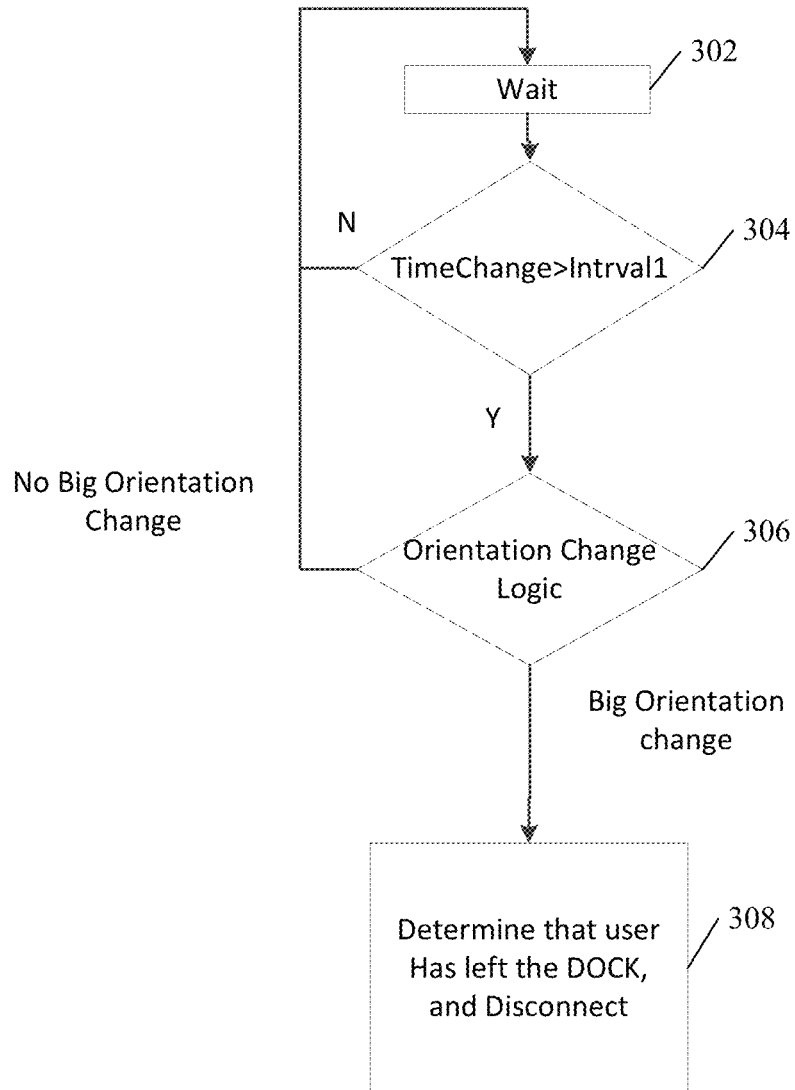 302
Wait
N
304
TimeChange>Intrval1
Y
No Big Orientation
Change
306
Orientation Change
Logic
Big Orientation
change
308
Determine that user
Has left the DOCK,
and Disconnect